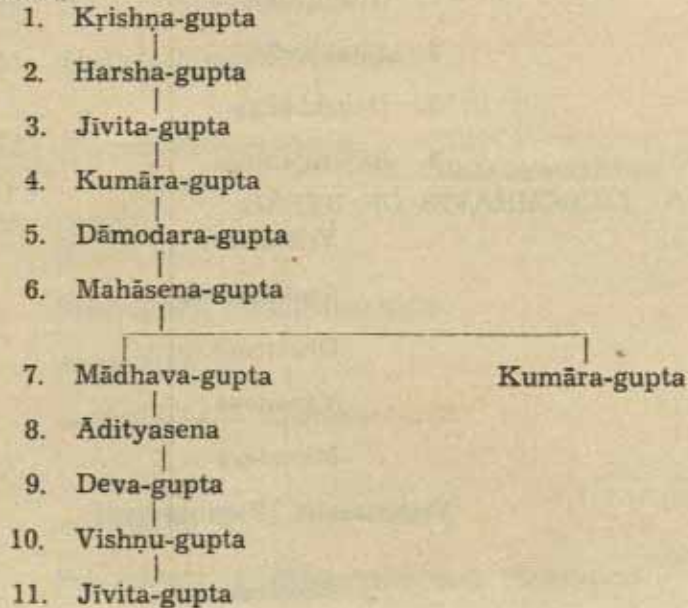 1. Kṛishṇa-gupta
2. Harsha-gupta
3. Jīvita-gupta
4. Kumāra-gupta
5. Dāmodara-gupta
6. Mahāsena-gupta
7. Mādhava-gupta Kumāra-gupta
8. Ādityasena
9. Deva-gupta
10. Vishṇu-gupta
11. Jīvita-gupta